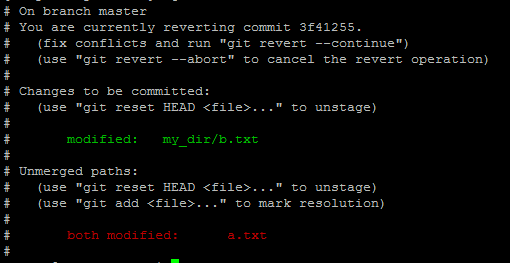 # On branch master
# You are currently reverting commit 3f41255.
#   (fix conflicts and run "git revert --continue")
#   (use "git revert --abort" to cancel the revert operation)
#
# Changes to be committed:
#   (use "git reset HEAD <file>..." to unstage)
#
#       modified:   my_dir/b.txt
#
# Unmerged paths:
#   (use "git reset HEAD <file>..." to unstage)
#   (use "git add <file>..." to mark resolution)
#
#       both modified:      a.txt
#